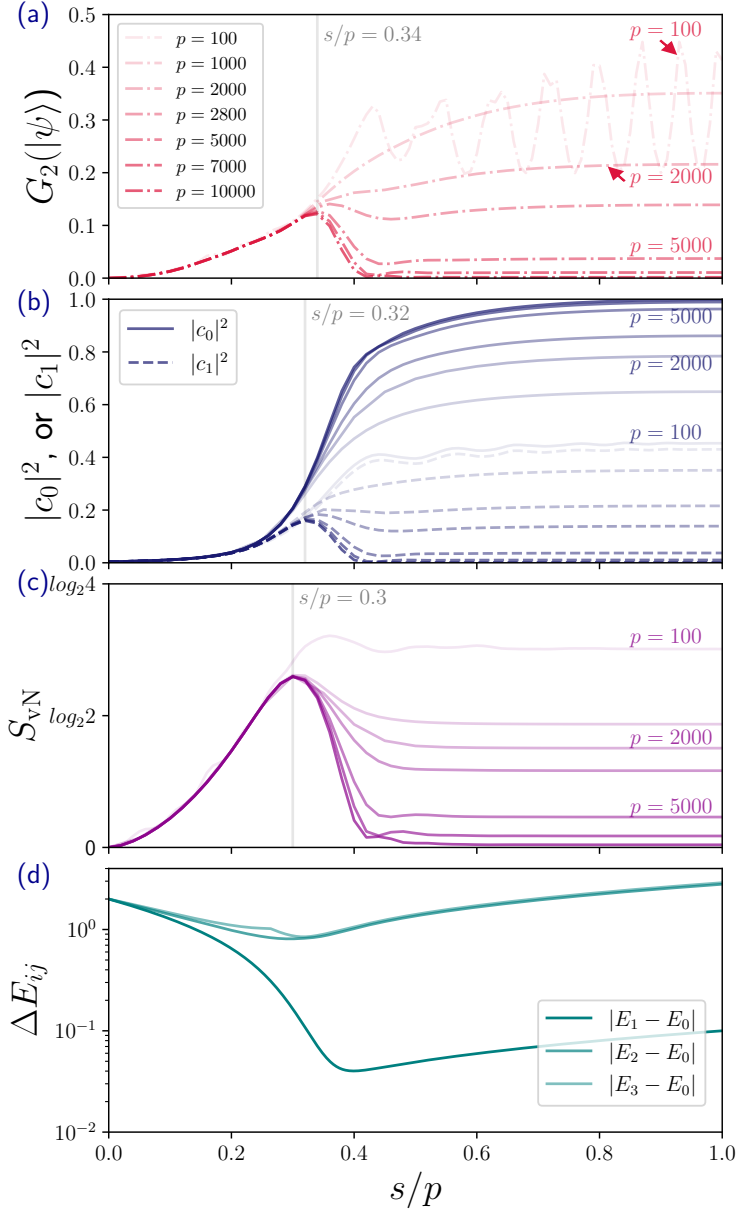 (a)
0.5
0.4
0.3
0.2
0.1
0.0
G₂(|ψ⟩)
p = 100
p = 1000
p = 2000
p = 2800
p = 5000
p = 7000
p = 10000
s/p = 0.34
p = 100
p = 2000
p = 5000
(b)
1.0
0.8
0.6
0.4
0.2
0.0
|c₀|², or |c₁|²
|c₀|²
|c₁|²
s/p = 0.32
p = 5000
p = 2000
p = 100
(c)
log₂4
log₂2
0
S_vN
s/p = 0.3
p = 100
p = 2000
p = 5000
(d)
10⁰
10⁻¹
10⁻²
ΔE_ij
|E₁ − E₀|
|E₂ − E₀|
|E₃ − E₀|
0.0 0.2 0.4 0.6 0.8 1.0
s/p